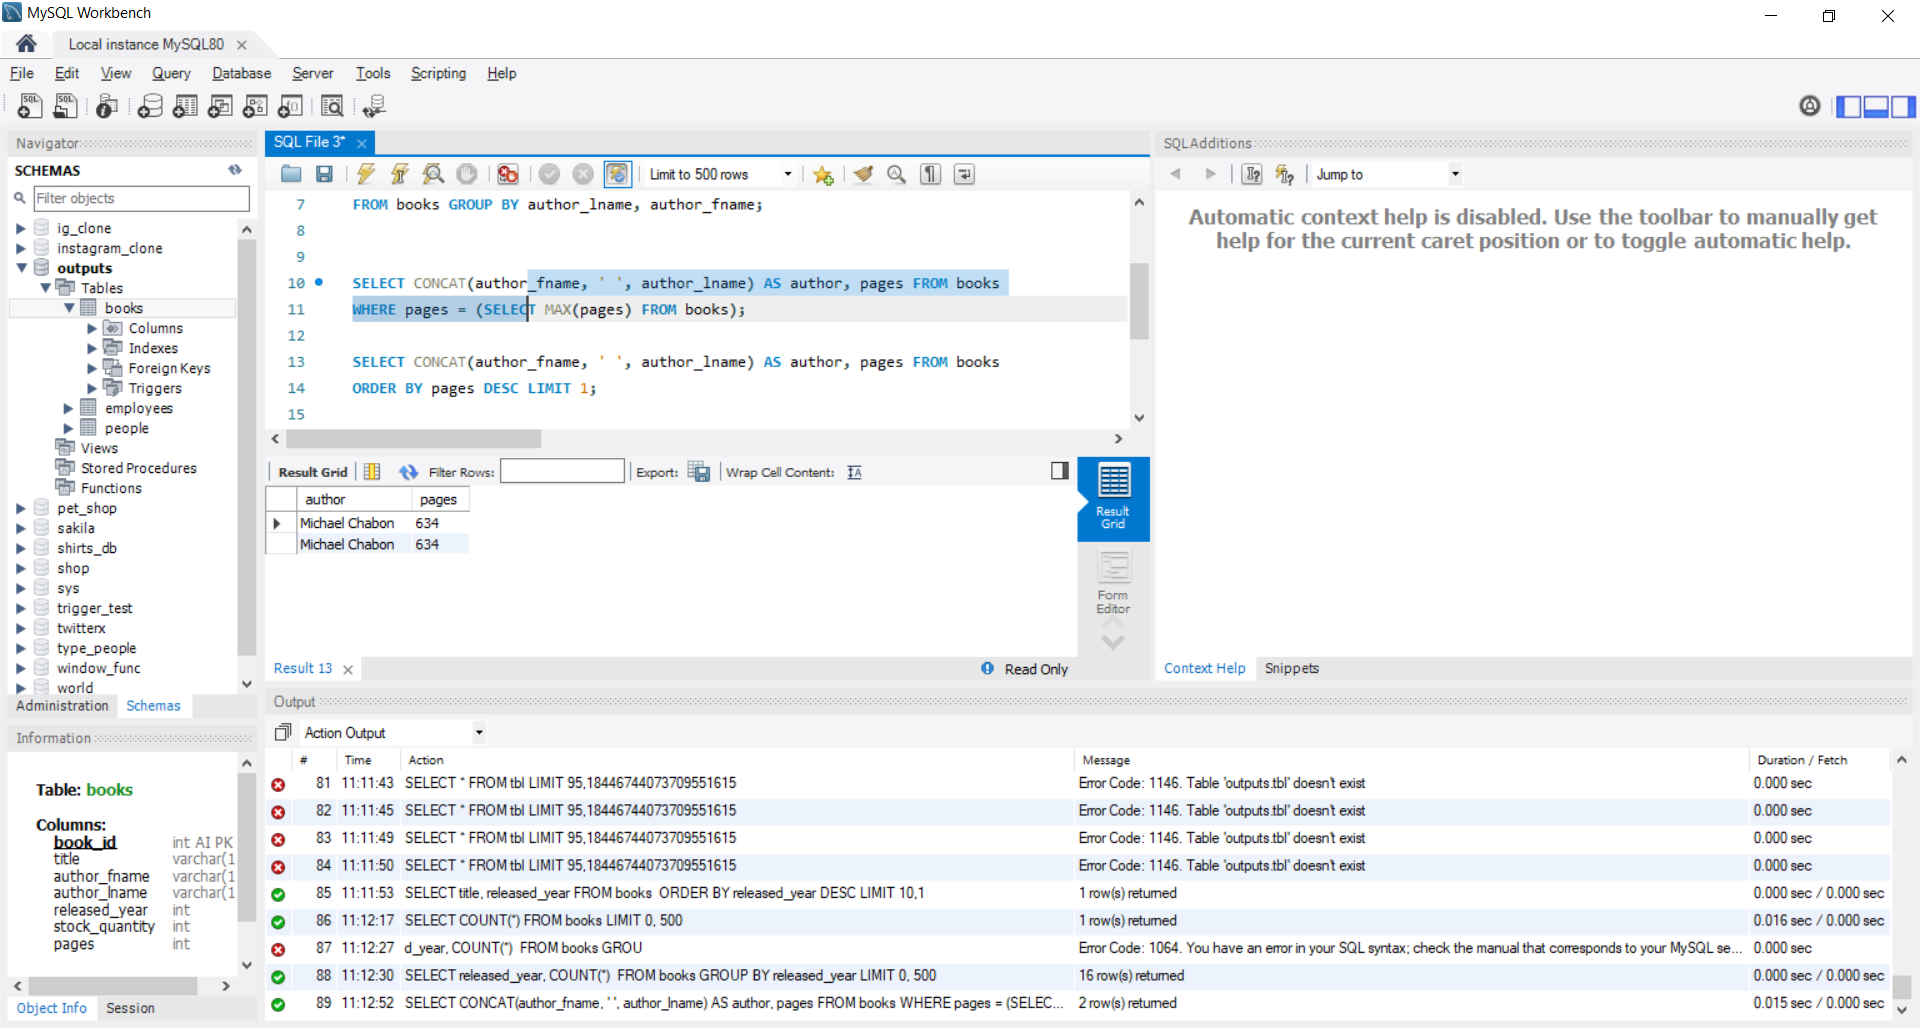 MySQL Workbench
Local instance MySQL80
File Edit View Query Database Server Tools Scripting Help
Navigator
SCHEMAS
Filter objects
ig_clone
instagram_clone
outputs
Tables
books
Columns
Indexes
Foreign Keys
Triggers
employees
people
Views
Stored Procedures
Functions
pet_shop
sakila
shirts_db
shop
sys
trigger_test
twitterx
type_people
window_func
world
Administration Schemas
Information
Table: books
Columns:
book_id int AI PK
title varchar(1
author_fname varchar(1
author_lname varchar(1
released_year int
stock_quantity int
pages int
Object Info Session
SQL File 3*
Limit to 500 rows
7 FROM books GROUP BY author_lname, author_fname;
8
9
10 SELECT CONCAT(author_fname, ' ', author_lname) AS author, pages FROM books
11 WHERE pages = (SELECT MAX(pages) FROM books);
12
13 SELECT CONCAT(author_fname, ' ', author_lname) AS author, pages FROM books
14 ORDER BY pages DESC LIMIT 1;
15
Result Grid Filter Rows: Export: Wrap Cell Content:
author pages
Michael Chabon 634
Michael Chabon 634
Result Grid
Form Editor
Result 13
Read Only
SQLAdditions
Jump to
Automatic context help is disabled. Use the toolbar to manually get
help for the current caret position or to toggle automatic help.
Context Help Snippets
Output
Action Output
# Time Action Message Duration / Fetch
81 11:11:43 SELECT * FROM tbl LIMIT 95,18446744073709551615 Error Code: 1146. Table 'outputs.tbl' doesn't exist 0.000 sec
82 11:11:45 SELECT * FROM tbl LIMIT 95,18446744073709551615 Error Code: 1146. Table 'outputs.tbl' doesn't exist 0.000 sec
83 11:11:49 SELECT * FROM tbl LIMIT 95,18446744073709551615 Error Code: 1146. Table 'outputs.tbl' doesn't exist 0.000 sec
84 11:11:50 SELECT * FROM tbl LIMIT 95,18446744073709551615 Error Code: 1146. Table 'outputs.tbl' doesn't exist 0.000 sec
85 11:11:53 SELECT title, released_year FROM books ORDER BY released_year DESC LIMIT 10,1 1 row(s) returned 0.000 sec / 0.000 sec
86 11:12:17 SELECT COUNT(*) FROM books LIMIT 0, 500 1 row(s) returned 0.016 sec / 0.000 sec
87 11:12:27 d_year, COUNT(*) FROM books GROU Error Code: 1064. You have an error in your SQL syntax; check the manual that corresponds to your MySQL se... 0.000 sec
88 11:12:30 SELECT released_year, COUNT(*) FROM books GROUP BY released_year LIMIT 0, 500 16 row(s) returned 0.000 sec / 0.000 sec
89 11:12:52 SELECT CONCAT(author_fname, ' ', author_lname) AS author, pages FROM books WHERE pages = (SELEC... 2 row(s) returned 0.015 sec / 0.000 sec